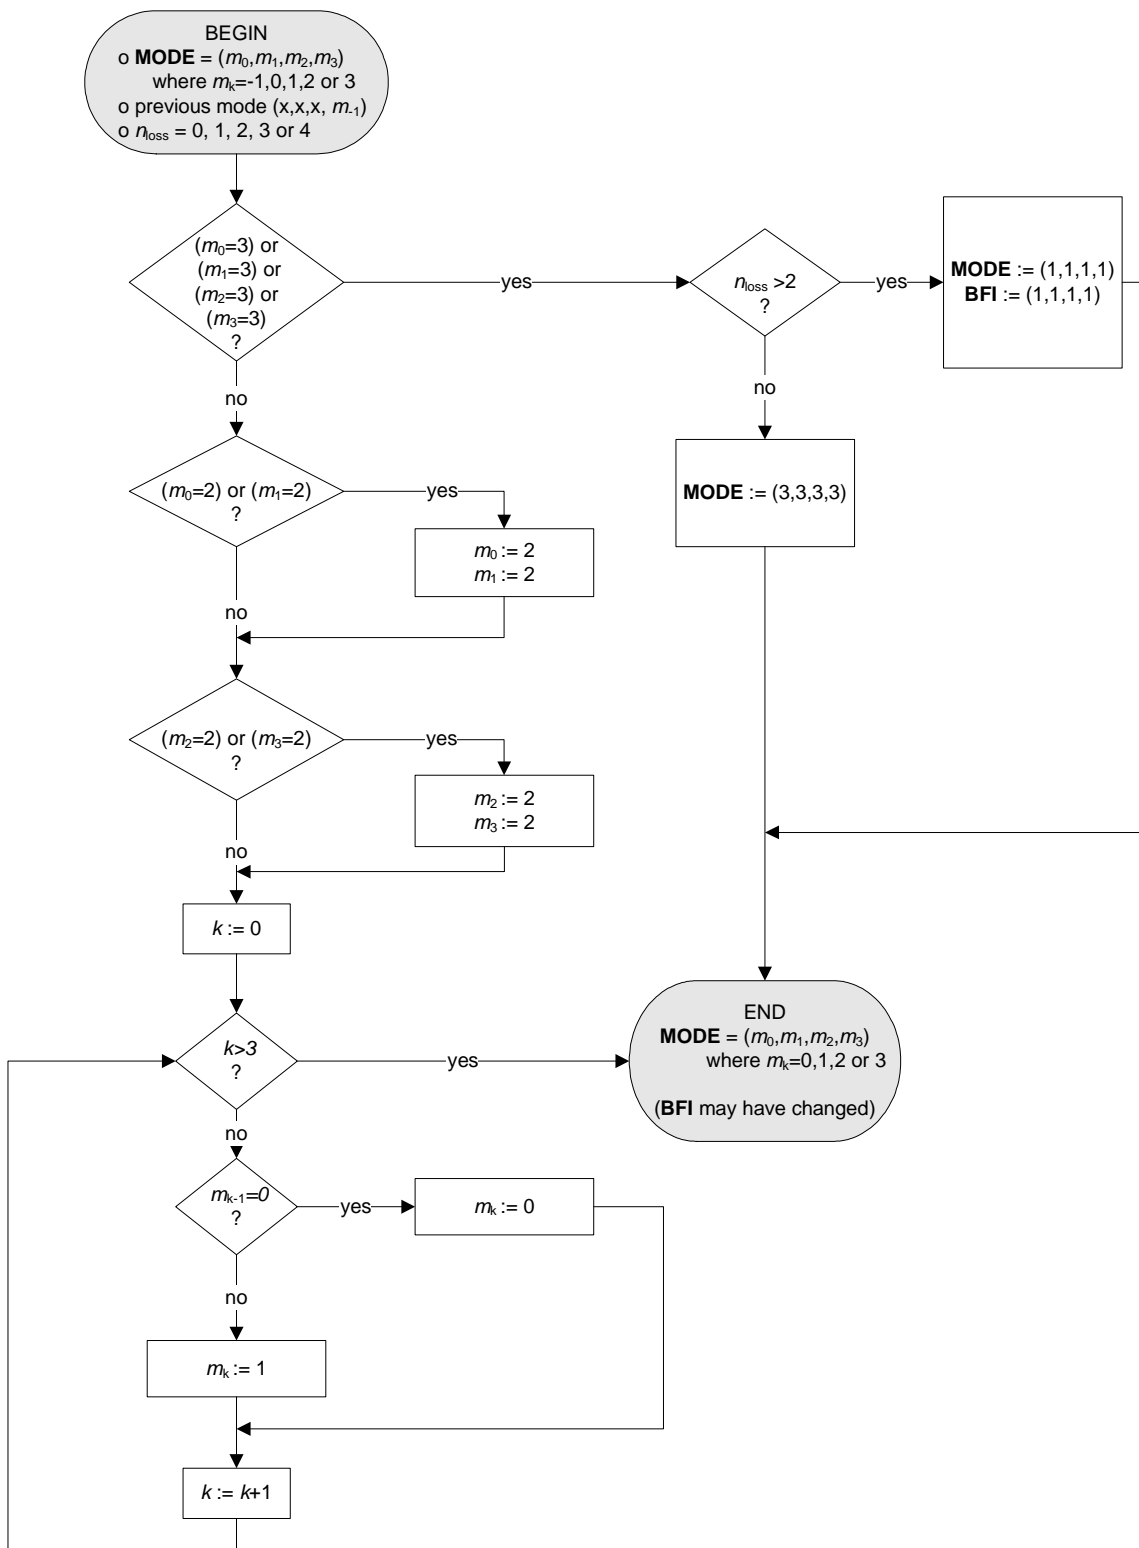 BEGIN
o MODE = (m0,m1,m2,m3)
where mk=-1,0,1,2 or 3
o previous mode (x,x,x, m-1)
o nloss = 0, 1, 2, 3 or 4
(m0=3) or
(m1=3) or
(m2=3) or
(m3=3)
?
yes
nloss >2
?
yes
MODE := (1,1,1,1)
BFI := (1,1,1,1)
no
no
MODE := (3,3,3,3)
(m0=2) or (m1=2)
?
yes
m0 := 2
m1 := 2
no
(m2=2) or (m3=2)
?
yes
m2 := 2
m3 := 2
no
k := 0
k>3
?
yes
END
MODE = (m0,m1,m2,m3)
where mk=0,1,2 or 3
(BFI may have changed)
no
mk-1=0
?
yes
mk := 0
no
mk := 1
k := k+1